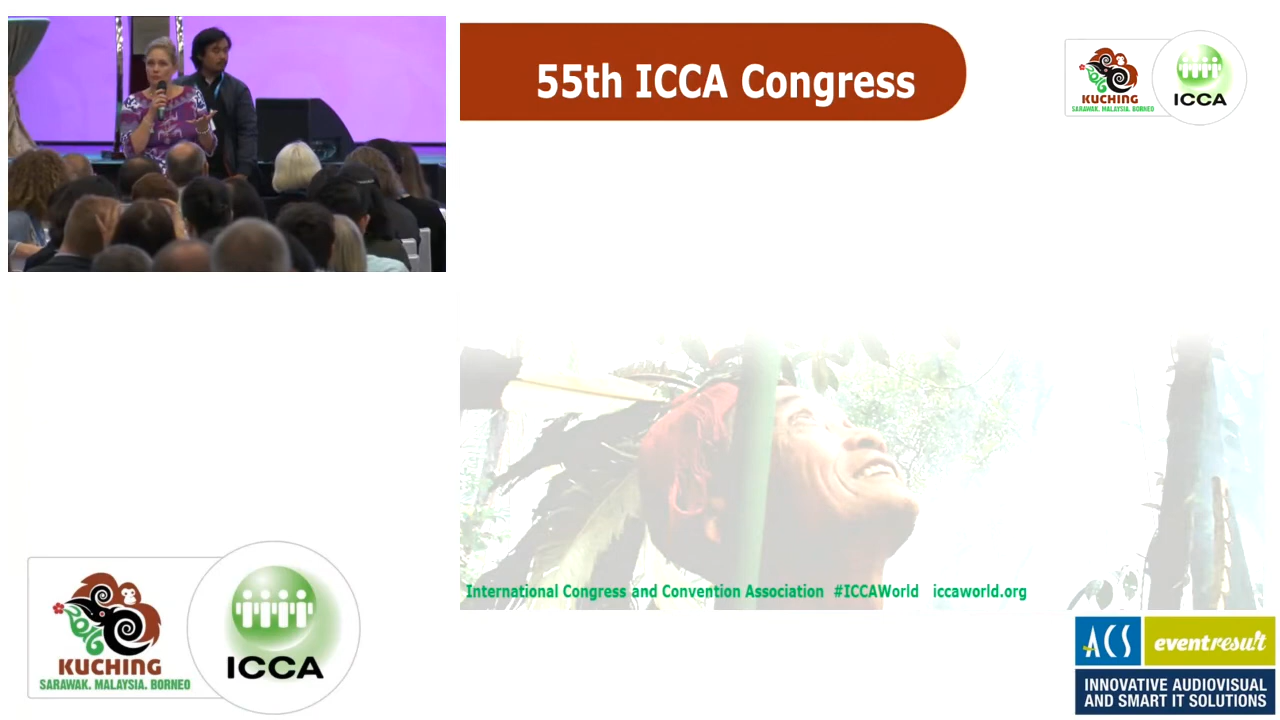 55th ICCA Congress
KUCHING
SARAWAK. MALAYSIA. BORNEO
ICCA
International Congress and Convention Association #ICCAWorld iccaworld.org
KUCHING
SARAWAK. MALAYSIA. BORNEO
ICCA
ACS
eventresult
INNOVATIVE AUDIOVISUAL
AND SMART IT SOLUTIONS